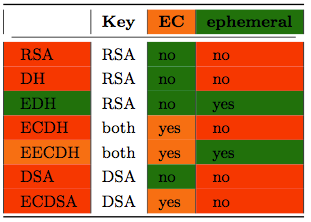 Key EC ephemeral
RSA RSA no no
DH RSA no no
EDH RSA no yes
ECDH both yes no
EECDH both yes yes
DSA DSA no no
ECDSA DSA yes no